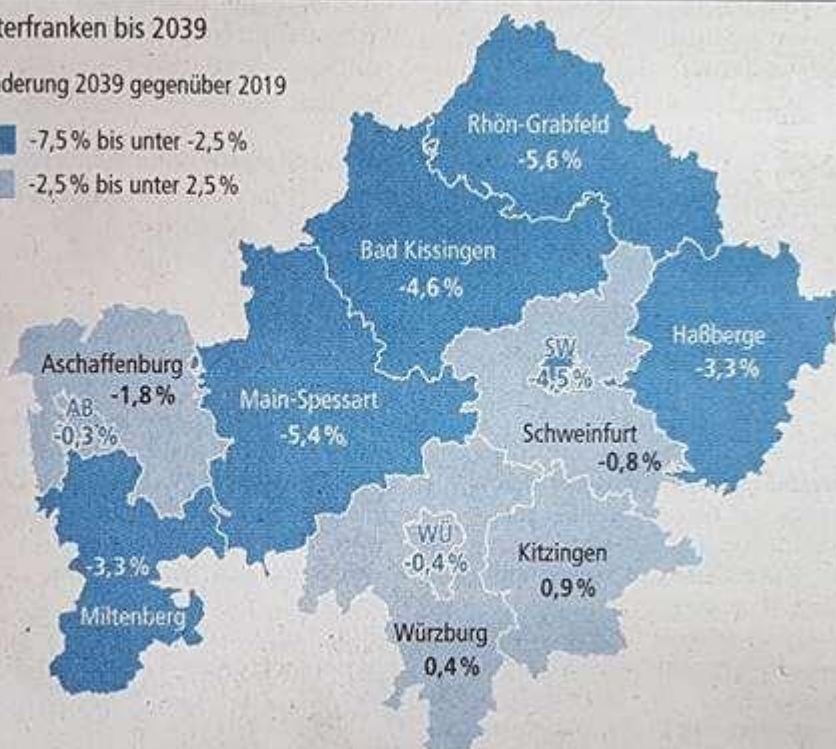 terfranken bis 2039
derung 2039 gegenüber 2019
-7,5% bis unter -2,5%
-2,5% bis unter 2,5%
Rhön-Grabfeld
-5,6%
Bad Kissingen
-4,6%
Haßberge
-3,3%
SW
-4,5%
Aschaffenburg
-1,8%
AB
-0,3%
Main-Spessart
-5,4%
Schweinfurt
-0,8%
WÜ
-0,4%
Kitzingen
0,9%
-3,3%
Miltenberg
Würzburg
0,4%